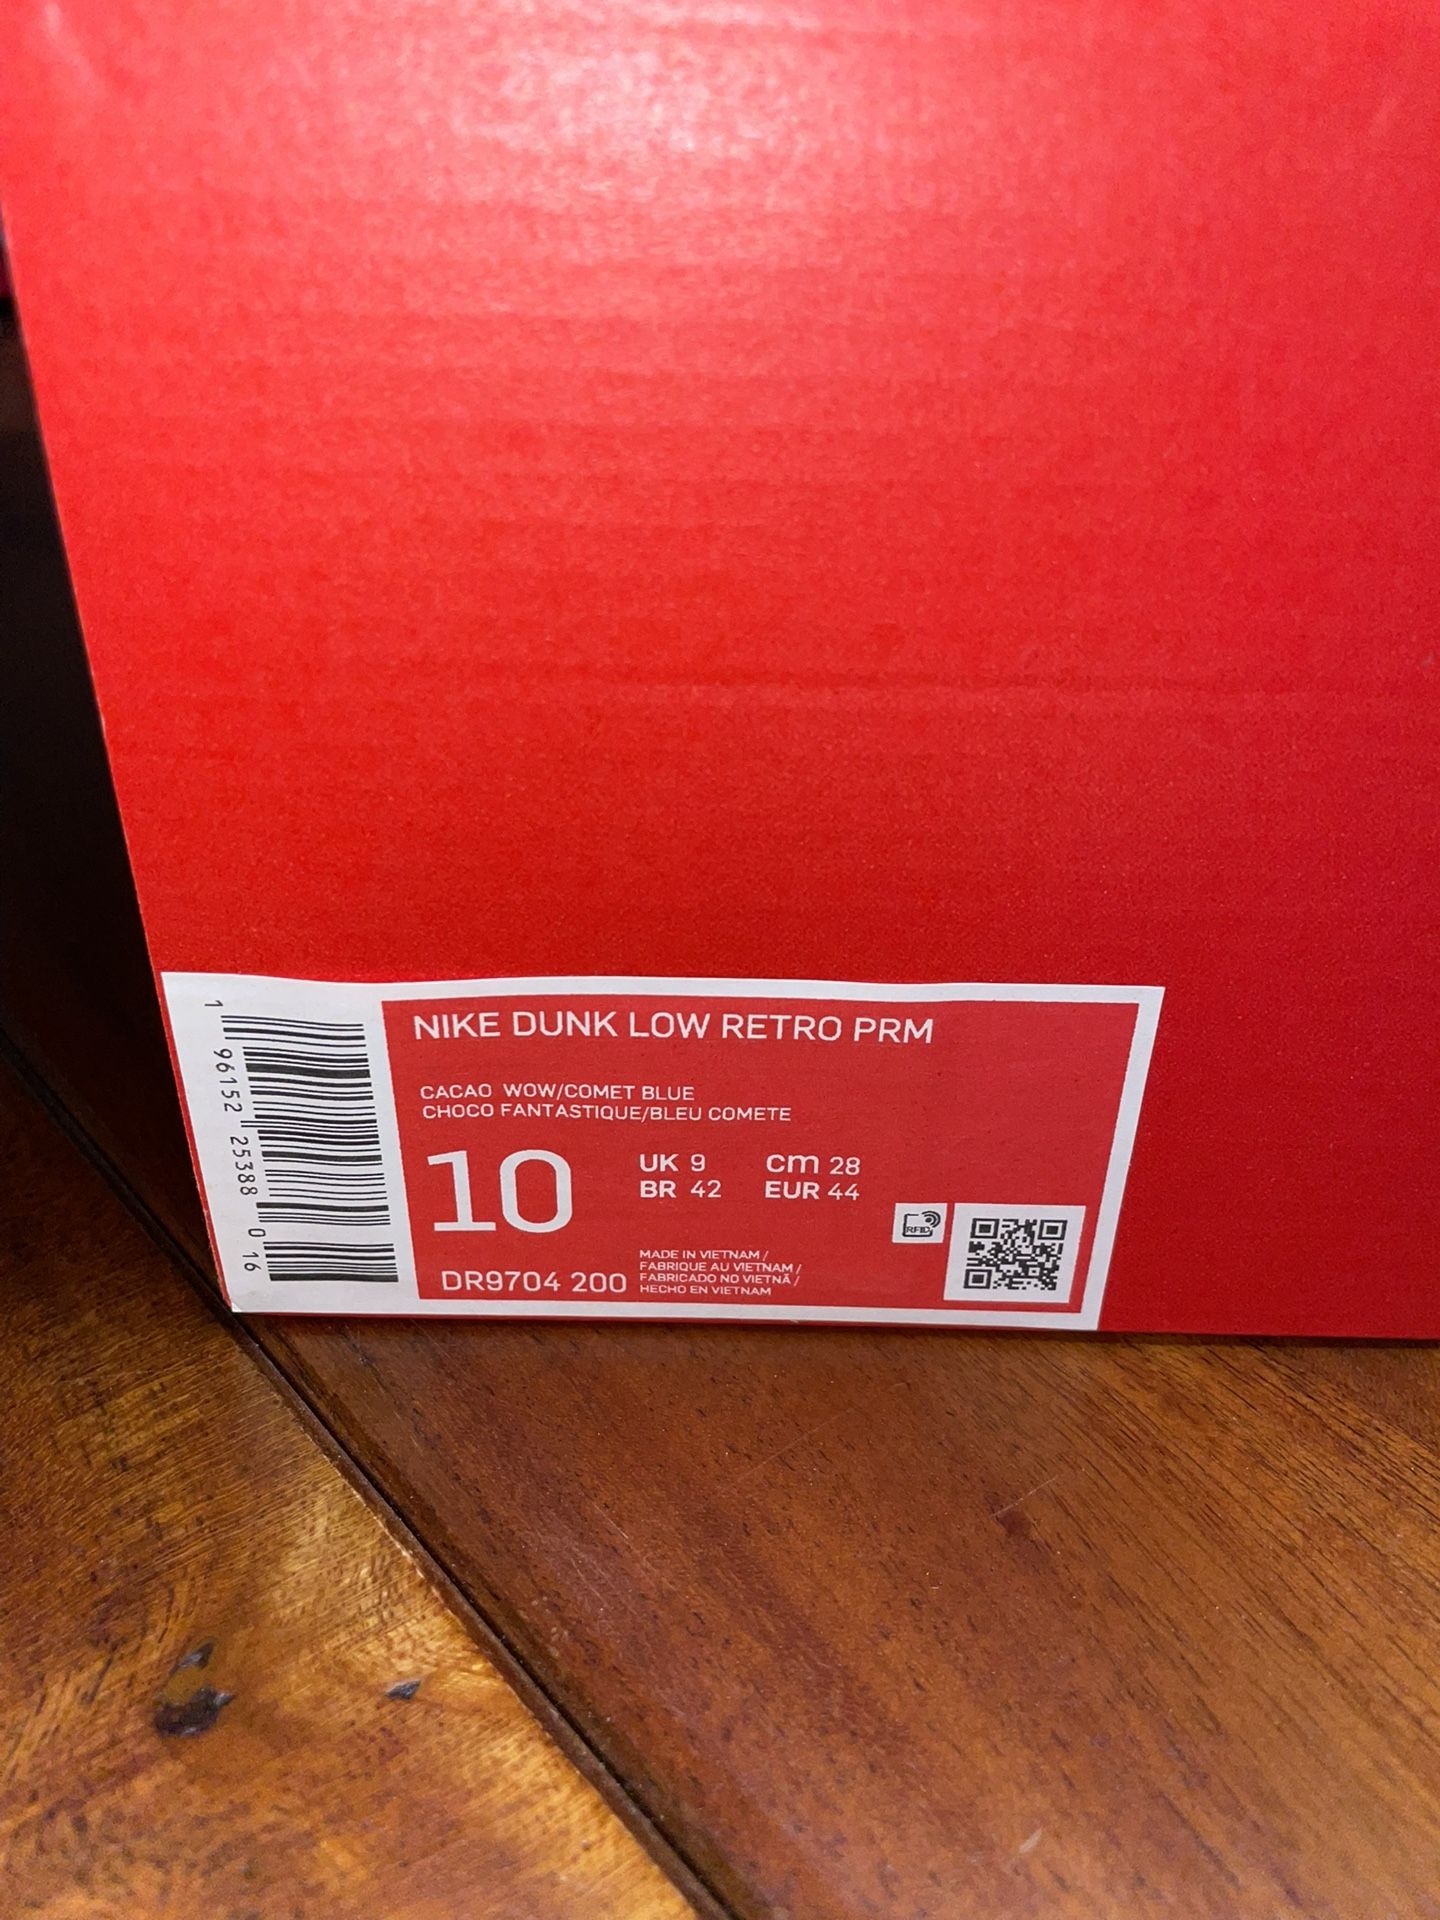 NIKE DUNK LOW RETRO PRM
CACAO WOW/COMET BLUE
CHOCO FANTASTIQUE/BLEU COMETE
10
UK 9
cm 28
BR 42
EUR 44
DR9704 200
MADE IN VIETNAM /
FABRIQUE AU VIETNAM /
FABRICADO NO VIETNÃ /
HECHO EN VIETNAM
RFID
1 96152 25388 0 16